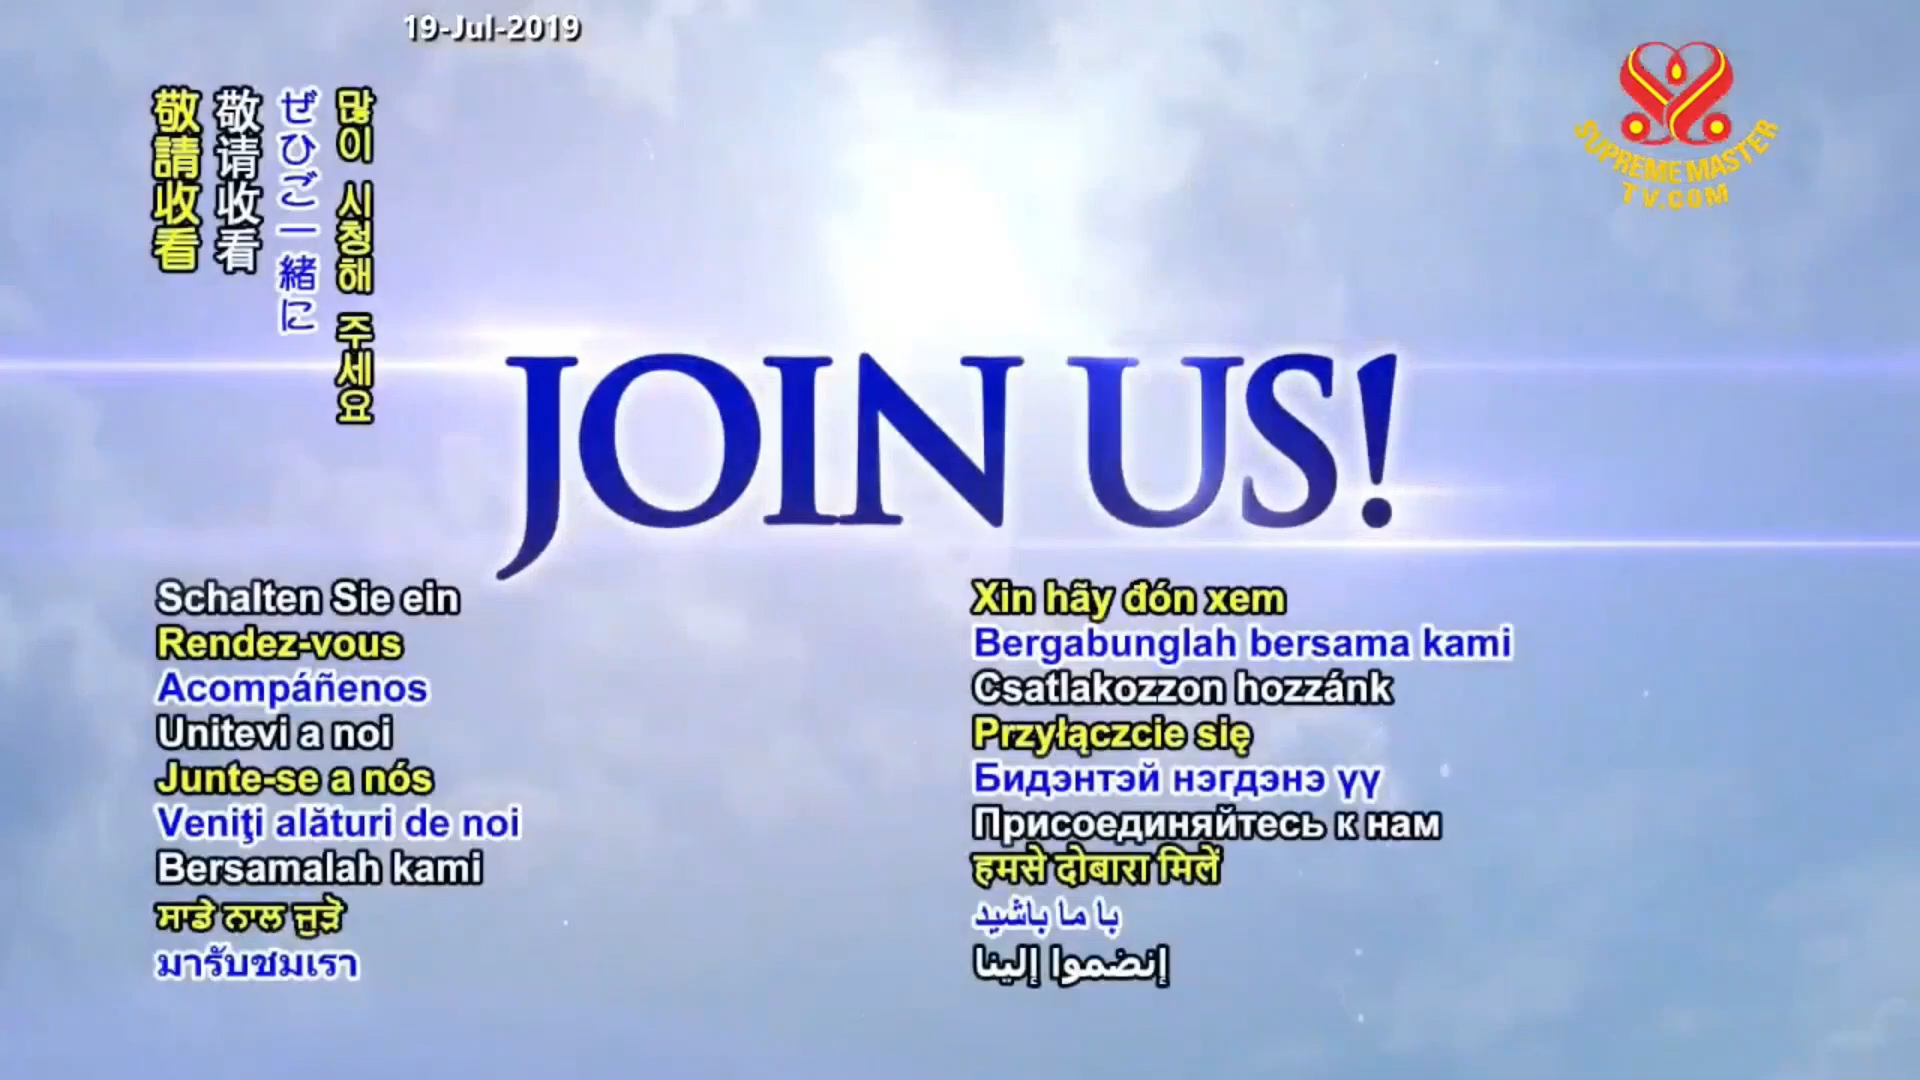 19-Jul-2019
SUPREME MASTER
TV.COM
敬請收看
敬请收看
ぜひご一緒に
많이 시청해 주세요
JOIN US!
Schalten Sie ein
Rendez-vous
Acompáñenos
Unitevi a noi
Junte-se a nós
Veniţi alături de noi
Bersamalah kami
ਸਾਡੇ ਨਾਲ ਜੁੜੋ
มารับชมเรา
Xin hãy đón xem
Bergabunglah bersama kami
Csatlakozzon hozzánk
Przyłączcie się
Бидэнтэй нэгдэнэ үү
Присоединяйтесь к нам
हमसे दोबारा मिलें
با ما باشید
إنضموا إلينا